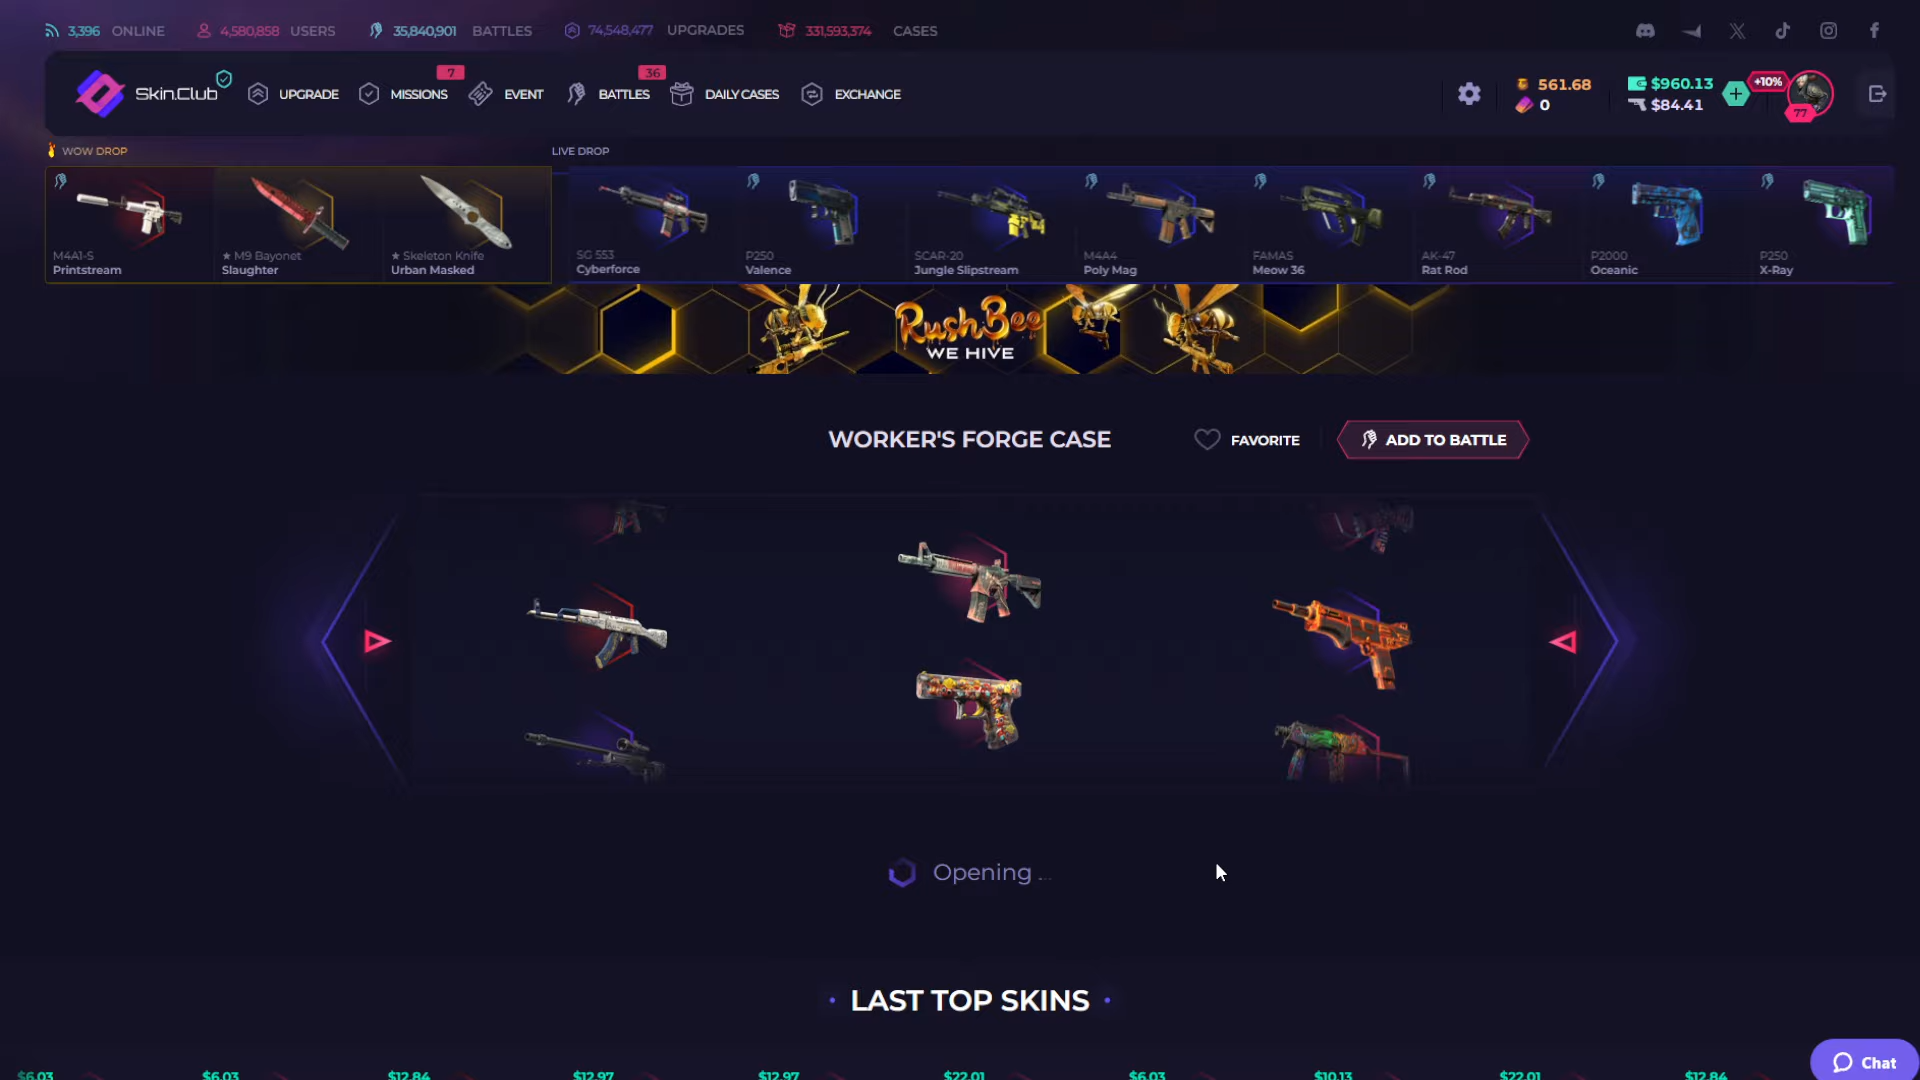 3,396 ONLINE 4,580,858 USERS 35,840,901 BATTLES 74,548,477 UPGRADES 331,593,374 CASES
Skin.Club UPGRADE 7 MISSIONS EVENT 36 BATTLES DAILY CASES EXCHANGE 561.68 0 $960.13 $84.41 +10% 77
WOW DROP LIVE DROP
M4A1-S ★ M9 Bayonet ★ Skeleton Knife SG 553 P250 SCAR-20 M4A4 FAMAS AK-47 P2000 P250
Printstream Slaughter Urban Masked Cyberforce Valence Jungle Slipstream Poly Mag Meow 36 Rat Rod Oceanic X-Ray
RushBee
WE HIVE
WORKER'S FORGE CASE FAVORITE ADD TO BATTLE
Opening ...
• LAST TOP SKINS •
Chat
$6.03 $6.03 $12.84 $12.97 $12.97 $22.01 $6.03 $10.13 $22.01 $12.84